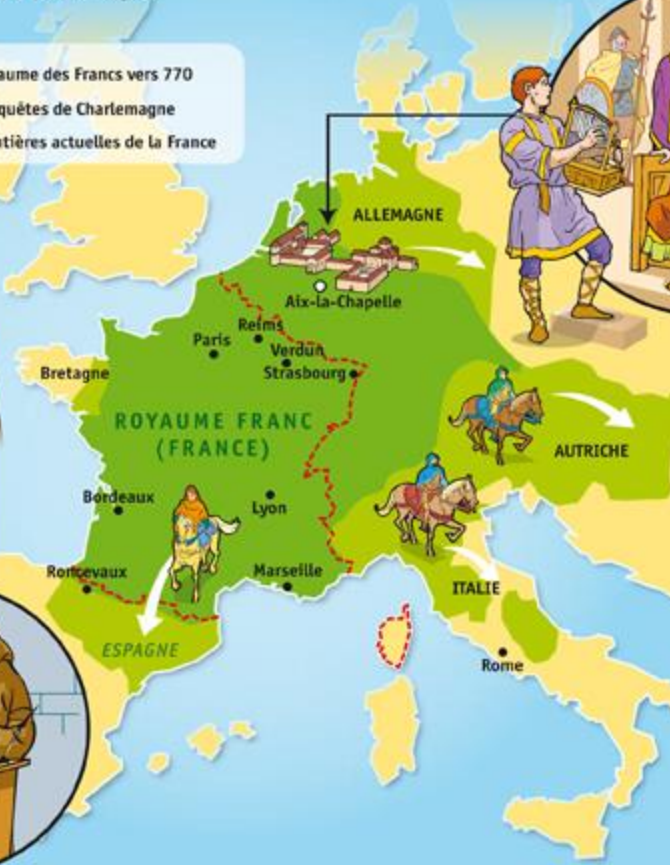 aume des Francs vers 770
quêtes de Charlemagne
tières actuelles de la France
ALLEMAGNE
Aix-la-Chapelle
Reims
Paris
Verdun
Bretagne
Strasbourg
ROYAUME FRANC
(FRANCE)
AUTRICHE
Bordeaux
Lyon
Roncevaux
Marseille
ITALIE
ESPAGNE
Rome